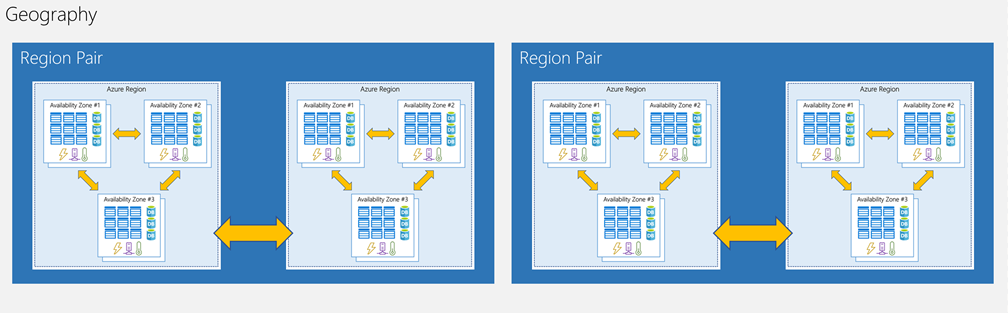 Geography
Region Pair
Azure Region
Availability Zone #1
Availability Zone #2
DB
DB
DB
DB
DB
DB
Availability Zone #3
DB
DB
DB
Azure Region
Availability Zone #1
Availability Zone #2
DB
DB
DB
DB
DB
DB
Availability Zone #3
DB
DB
DB
Region Pair
Azure Region
Availability Zone #1
Availability Zone #2
DB
DB
DB
DB
DB
DB
Availability Zone #3
DB
DB
DB
Azure Region
Availability Zone #1
Availability Zone #2
DB
DB
DB
DB
DB
DB
Availability Zone #3
DB
DB
DB